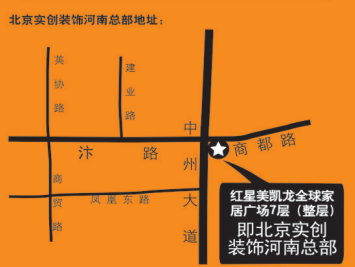 北京实创装饰河南总部地址：
英协路
建业路
中州大道
商都路
汴路
商贸路
凤凰东路
红星美凯龙全球家
居广场7层（整层）
即北京实创
装饰河南总部